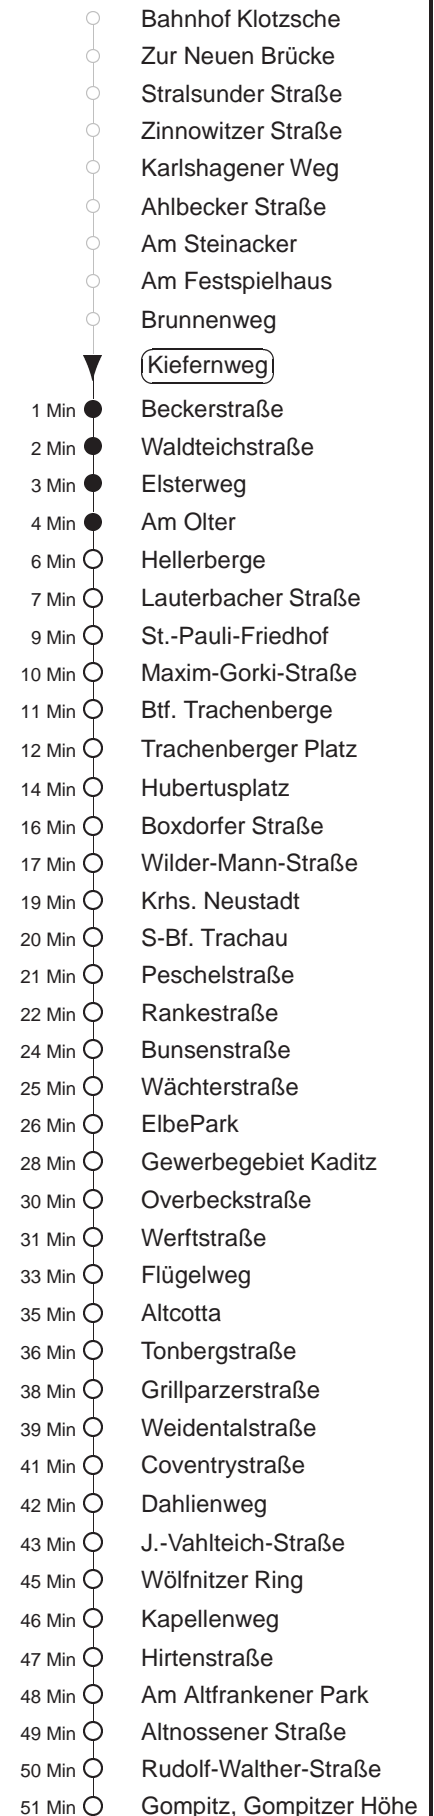 Bahnhof Klotzsche
Zur Neuen Brücke
Stralsunder Straße
Zinnowitzer Straße
Karlshagener Weg
Ahlbecker Straße
Am Steinacker
Am Festspielhaus
Brunnenweg
Kiefernweg
1 Min Beckerstraße
2 Min Waldteichstraße
3 Min Elsterweg
4 Min Am Olter
6 Min Hellerberge
7 Min Lauterbacher Straße
9 Min St.-Pauli-Friedhof
10 Min Maxim-Gorki-Straße
11 Min Btf. Trachenberge
12 Min Trachenberger Platz
14 Min Hubertusplatz
16 Min Boxdorfer Straße
17 Min Wilder-Mann-Straße
19 Min Krhs. Neustadt
20 Min S-Bf. Trachau
21 Min Peschelstraße
22 Min Rankestraße
24 Min Bunsenstraße
25 Min Wächterstraße
26 Min ElbePark
28 Min Gewerbegebiet Kaditz
30 Min Overbeckstraße
31 Min Werftstraße
33 Min Flügelweg
35 Min Altcotta
36 Min Tonbergstraße
38 Min Grillparzerstraße
39 Min Weidentalstraße
41 Min Coventrystraße
42 Min Dahlienweg
43 Min J.-Vahlteich-Straße
45 Min Wölfnitzer Ring
46 Min Kapellenweg
47 Min Hirtenstraße
48 Min Am Altfrankener Park
49 Min Altnossener Straße
50 Min Rudolf-Walther-Straße
51 Min Gompitz, Gompitzer Höhe